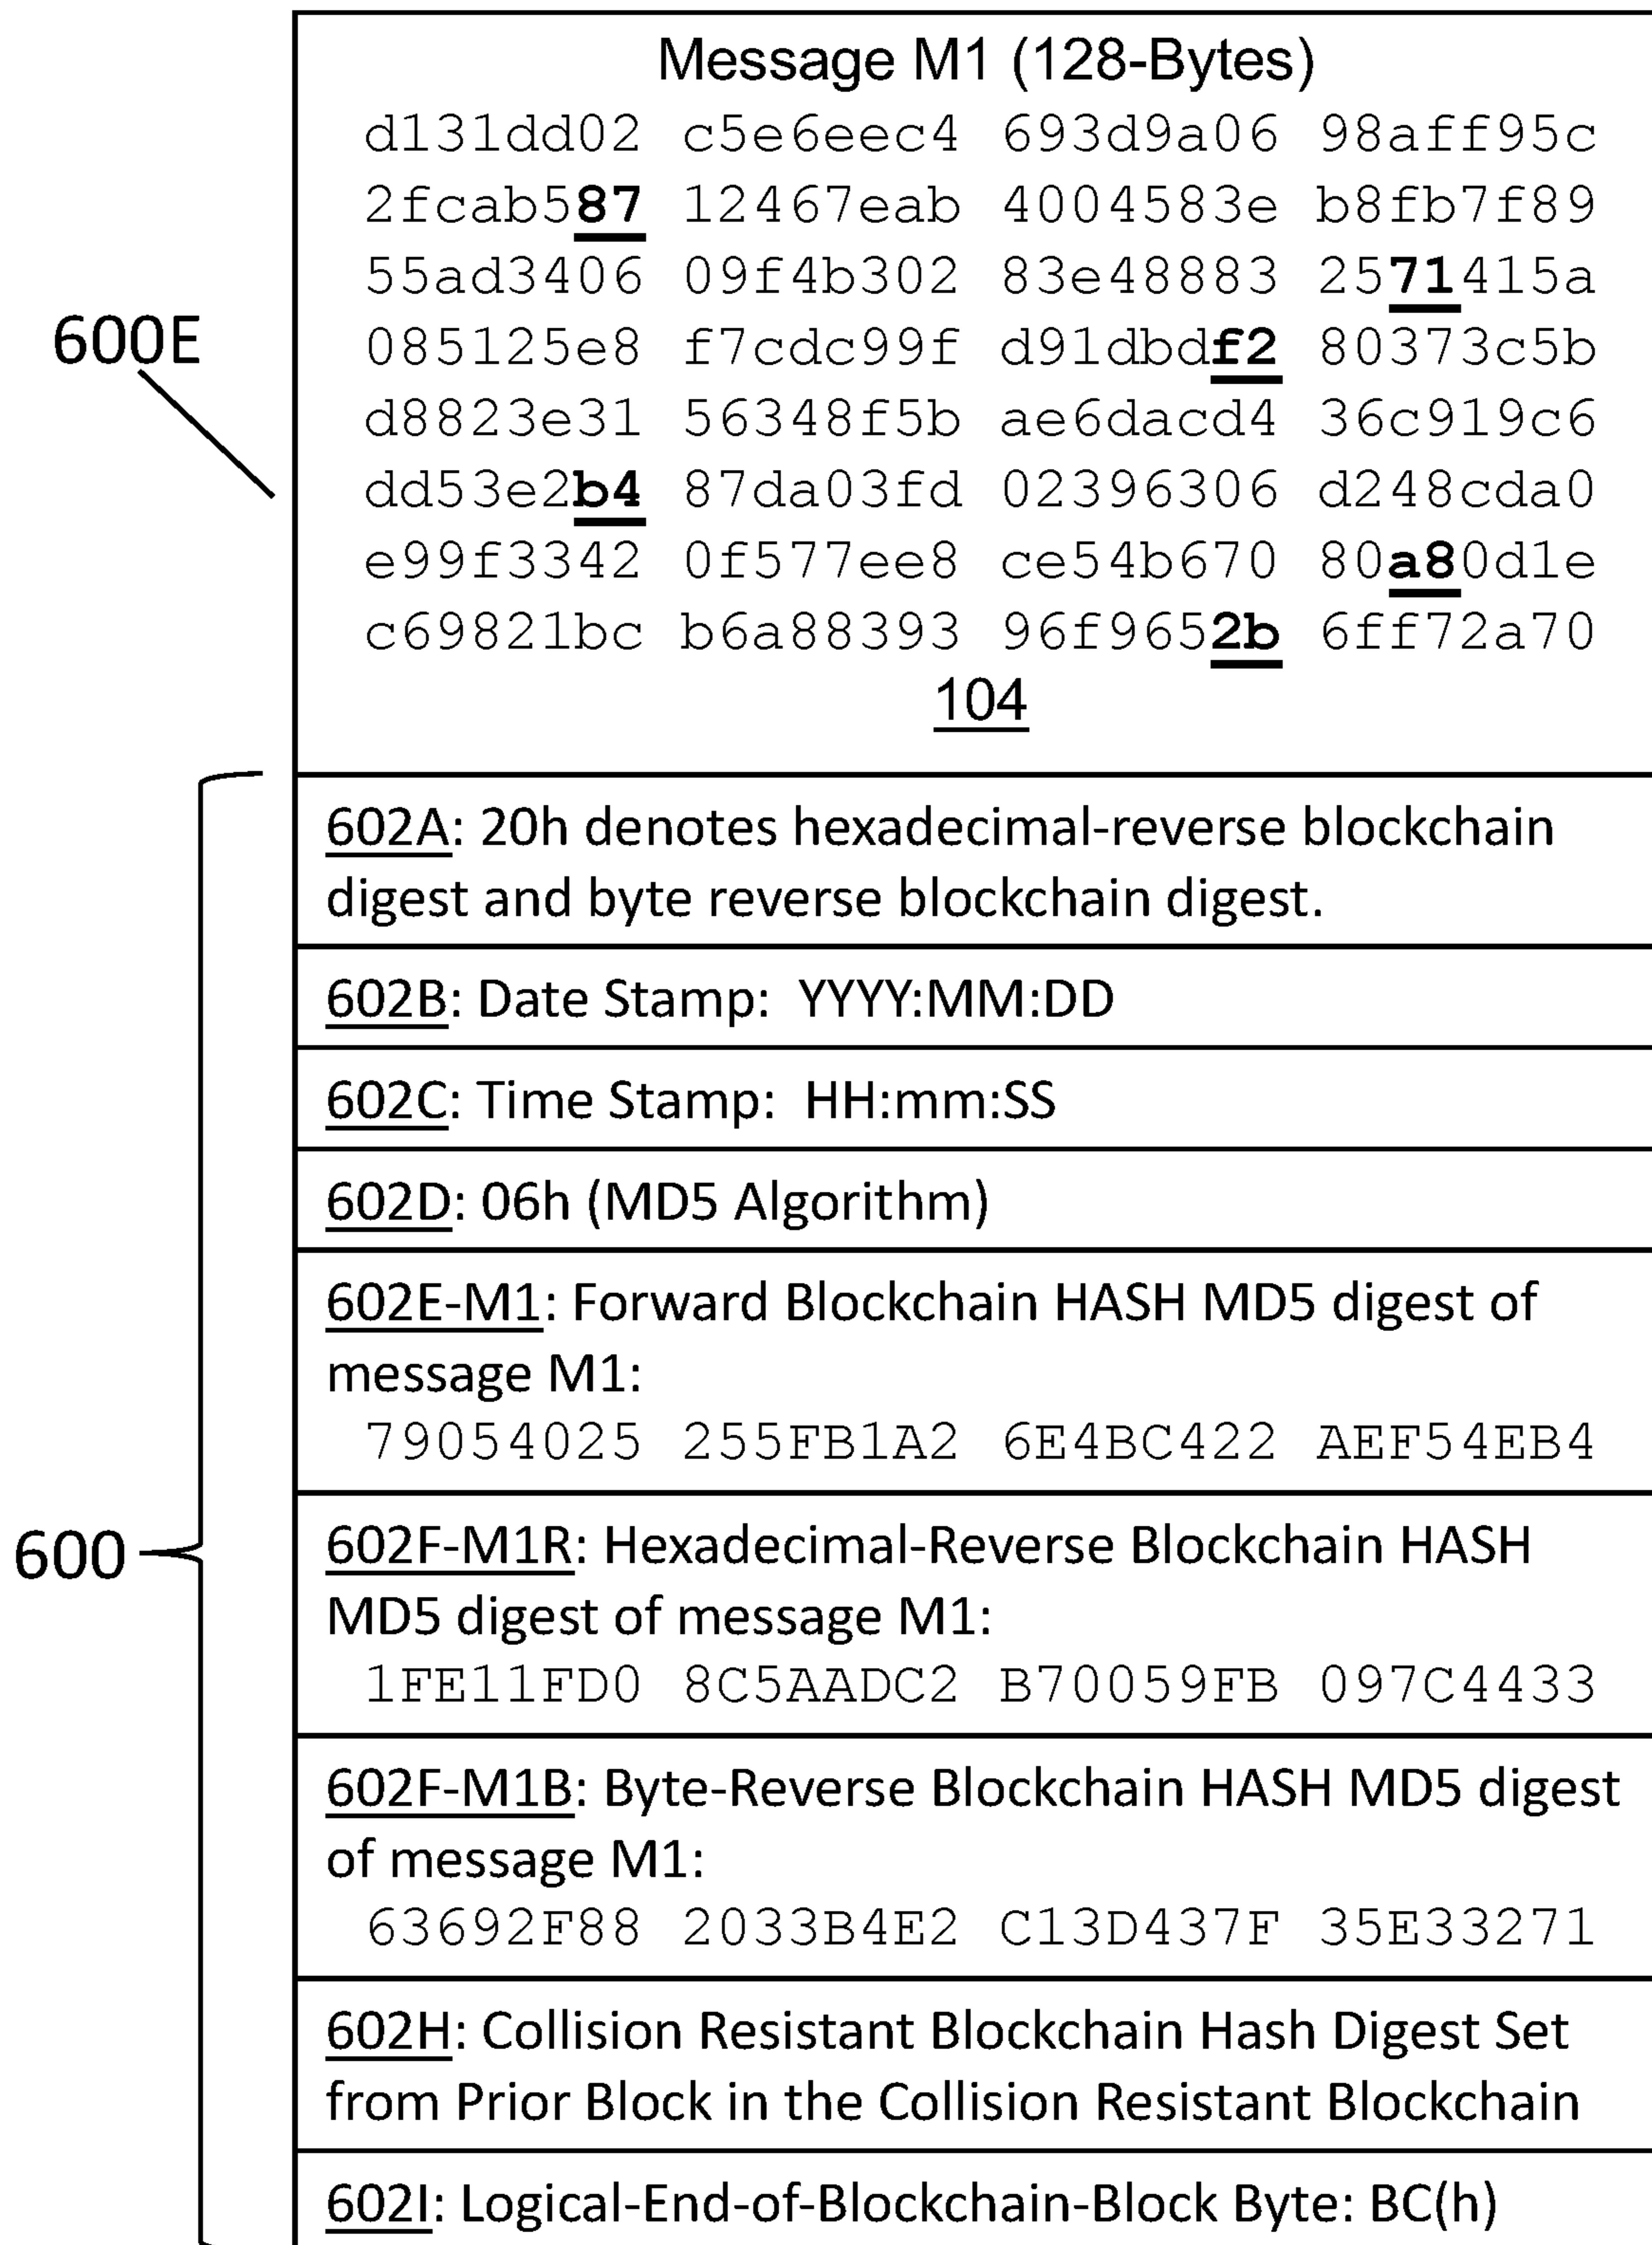 Message M1 (128-Bytes)
d131dd02 c5e6eec4 693d9a06 98aff95c
2fcab587 12467eab 4004583e b8fb7f89
55ad3406 09f4b302 83e48883 2571415a
085125e8 f7cdc99f d91dbdf2 80373c5b
d8823e31 56348f5b ae6dacd4 36c919c6
dd53e2b4 87da03fd 02396306 d248cda0
e99f3342 0f577ee8 ce54b670 80a80d1e
c69821bc b6a88393 96f9652b 6ff72a70
104
600E
600
602A: 20h denotes hexadecimal-reverse blockchain
digest and byte reverse blockchain digest.
602B: Date Stamp: YYYY:MM:DD
602C: Time Stamp: HH:mm:SS
602D: 06h (MD5 Algorithm)
602E-M1: Forward Blockchain HASH MD5 digest of
message M1:
79054025 255FB1A2 6E4BC422 AEF54EB4
602F-M1R: Hexadecimal-Reverse Blockchain HASH
MD5 digest of message M1:
1FE11FD0 8C5AADC2 B70059FB 097C4433
602F-M1B: Byte-Reverse Blockchain HASH MD5 digest
of message M1:
63692F88 2033B4E2 C13D437F 35E33271
602H: Collision Resistant Blockchain Hash Digest Set
from Prior Block in the Collision Resistant Blockchain
602I: Logical-End-of-Blockchain-Block Byte: BC(h)